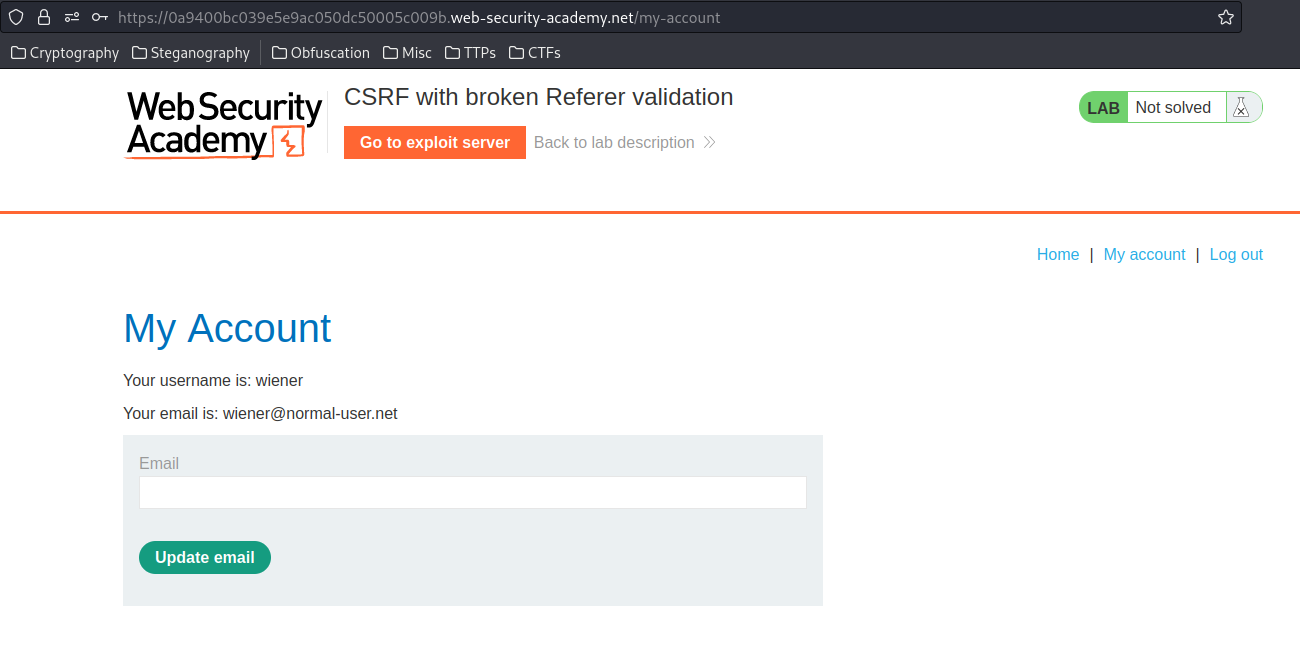 https://0a9400bc039e5e9ac050dc50005c009b.web-security-academy.net/my-account
Cryptography Steganography Obfuscation Misc TTPs CTFs
WebSecurity Academy
CSRF with broken Referer validation
Go to exploit server Back to lab description
LAB Not solved
Home | My account | Log out
My Account
Your username is: wiener
Your email is: wiener@normal-user.net
Email
Update email